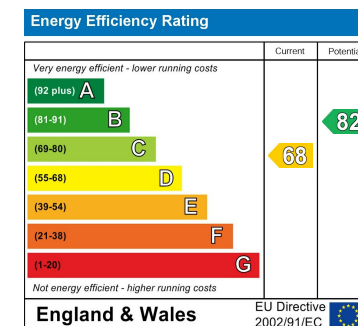 Energy Efficiency Rating
Current
Very energy efficient - lower running costs
(92 plus) A
(81-91) B
82
(69-80) C
68
(55-68) D
(39-54) E
(21-38) F
(1-20) G
Not energy efficient - higher running costs
England & Wales
EU Directive
2002/91/EC